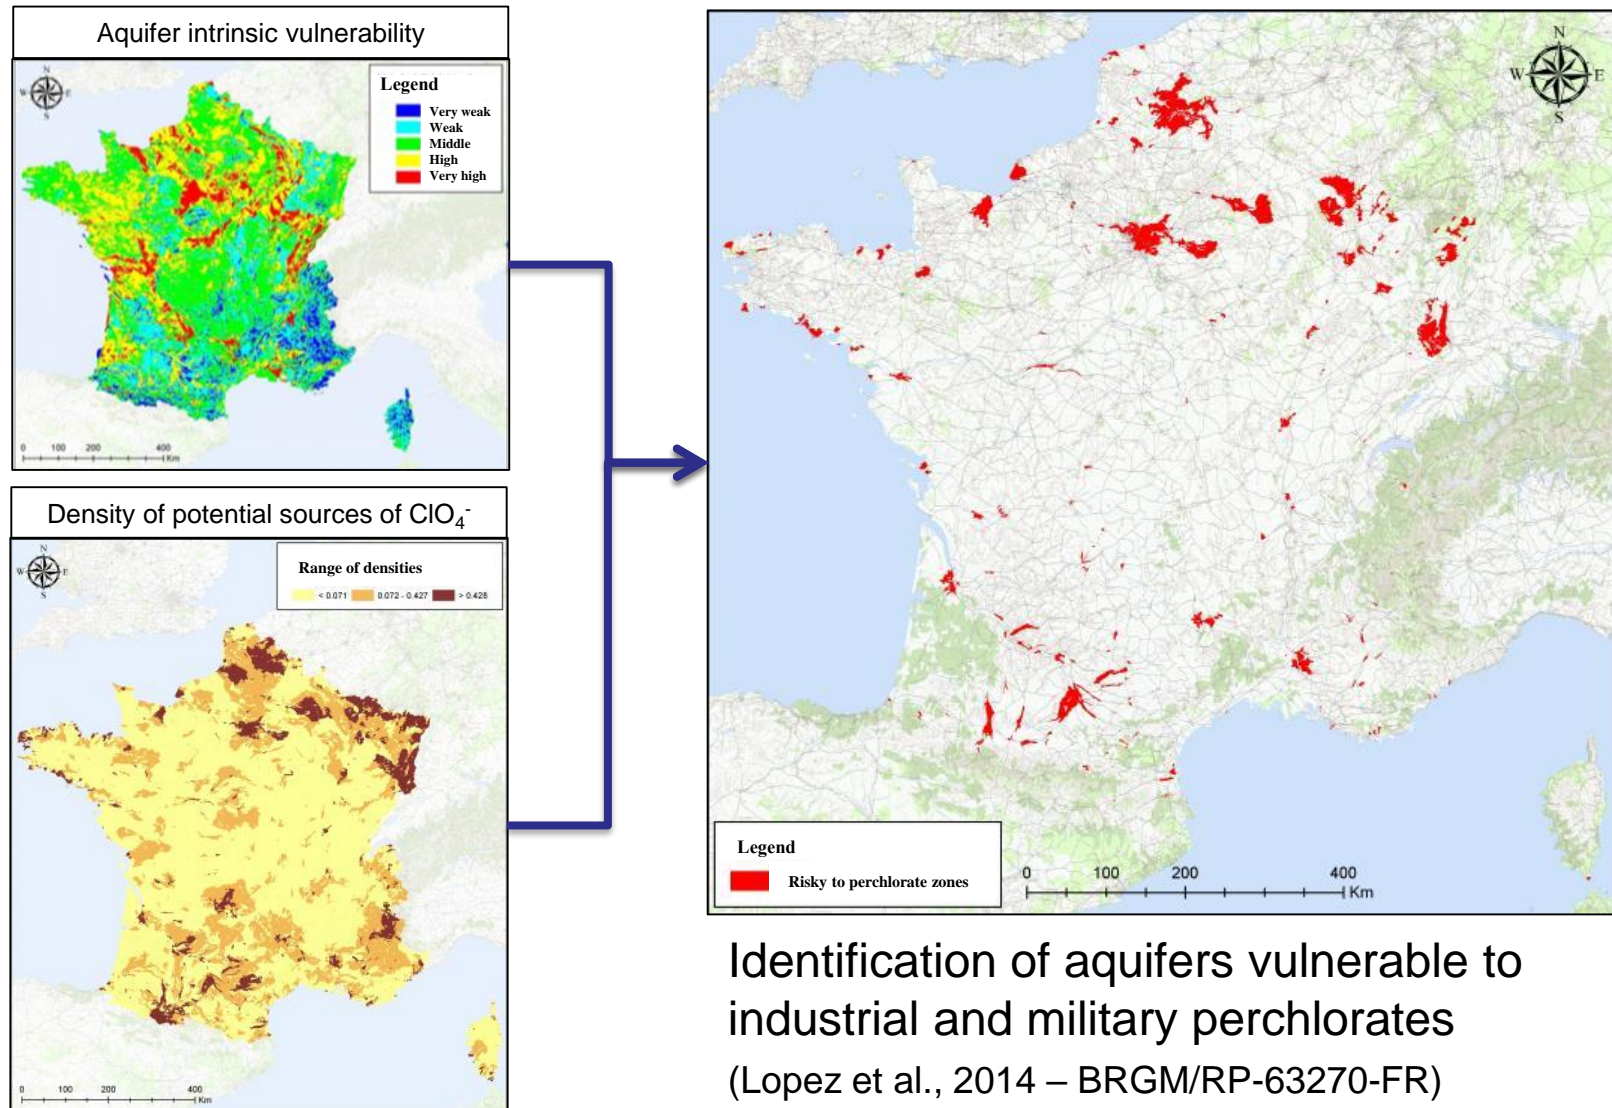 Aquifer intrinsic vulnerability
N
W E
S
Legend
Very weak
Weak
Middle
High
Very high
0 100 200 400
Km
Density of potential sources of ClO₄⁻
N
W E
S
Range of densities
< 0.071 0.072 - 0.427 > 0.428
0 100 200 400
Km
N
W E
S
Legend
Risky to perchlorate zones
0 100 200 400
Km
Identification of aquifers vulnerable to
industrial and military perchlorates
(Lopez et al., 2014 – BRGM/RP-63270-FR)